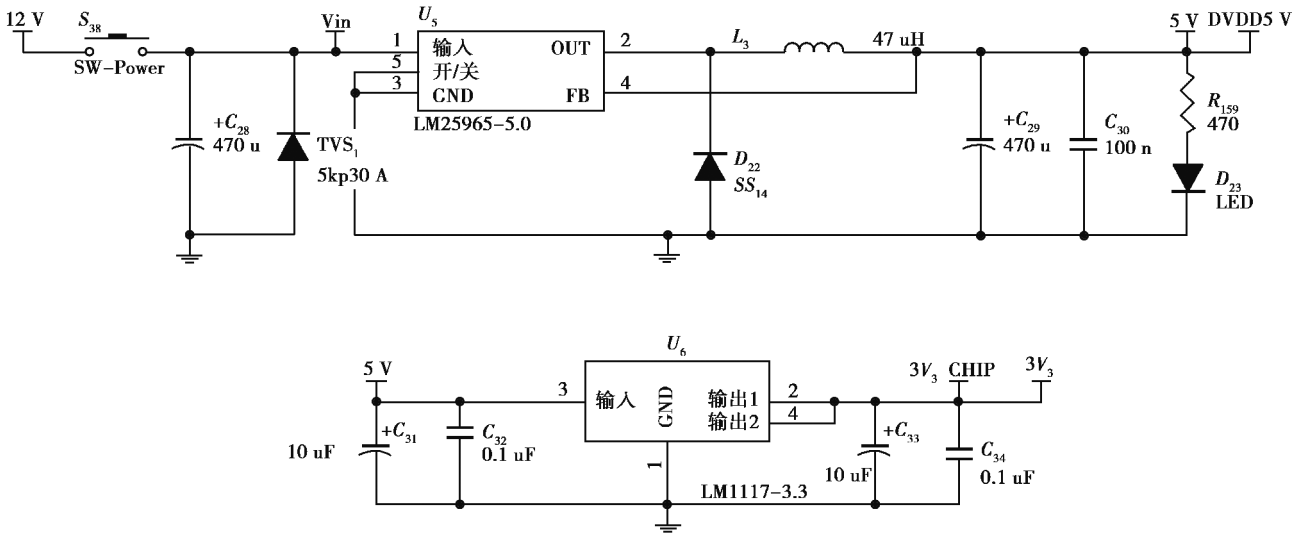 12 V
S38
SW-Power
Vin
U5
1
输入
OUT
2
L3
47 uH
5 V
DVDD5 V
5
开/关
3
GND
FB
4
LM25965-5.0
+C28
470 u
TVS1
5kp30 A
D22
SS14
+C29
470 u
C30
100 n
R159
470
D23
LED
U6
5 V
3
输入
GND
输出1
2
输出2
4
3V3 CHIP
3V3
+C31
10 uF
C32
0.1 uF
1
LM1117-3.3
+C33
10 uF
C34
0.1 uF